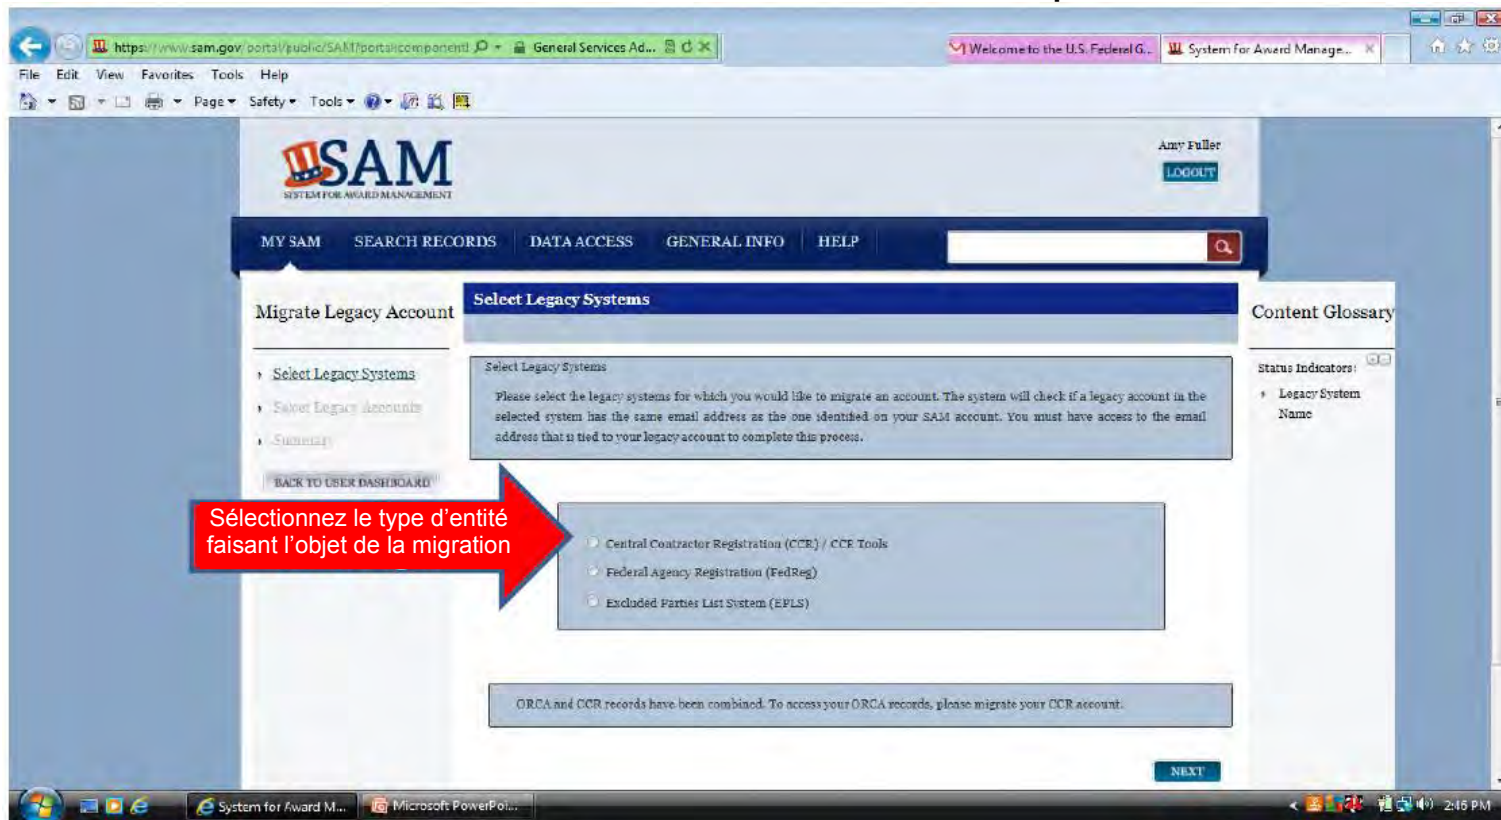 https://www.sam.gov/portal/public/SAM?portal:component
General Services Ad...
Welcome to the U.S. Federal G...
System for Award Manage...
File Edit View Favorites Tools Help
Page Safety Tools
SAM
SYSTEM FOR AWARD MANAGEMENT
Amy Fuller
LOGOUT
MY SAM SEARCH RECORDS DATA ACCESS GENERAL INFO HELP
Migrate Legacy Account
Select Legacy Systems
Select Legacy Accounts
Summary
BACK TO USER DASHBOARD
Select Legacy Systems
Select Legacy Systems
Please select the legacy systems for which you would like to migrate an account. The system will check if a legacy account in the
selected system has the same email address as the one identified on your SAM account. You must have access to the email
address that is tied to your legacy account to complete this process.
Sélectionnez le type d’entité
faisant l’objet de la migration
Central Contractor Registration (CCR) / CCR Tools
Federal Agency Registration (FedReg)
Excluded Parties List System (EPLS)
ORCA and CCR records have been combined. To access your ORCA records, please migrate your CCR account.
NEXT
Content Glossary
Status Indicators:
Legacy System
Name
System for Award M...
Microsoft PowerPoi...
2:46 PM